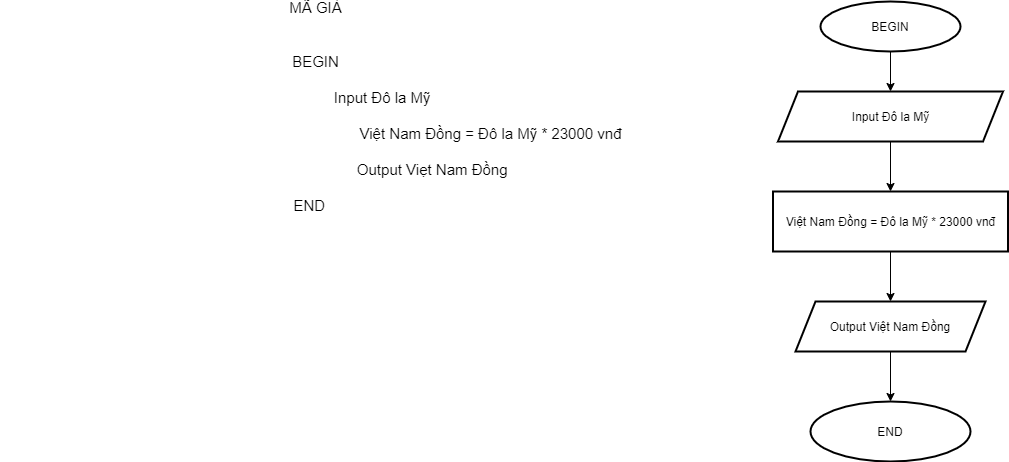 MÃ GIẢ
BEGIN
Input Đô la Mỹ
Việt Nam Đồng = Đô la Mỹ * 23000 vnđ
Output Viẹt Nam Đồng
END
BEGIN
Input Đô la Mỹ
Việt Nam Đồng = Đô la Mỹ * 23000 vnđ
Output Việt Nam Đồng
END